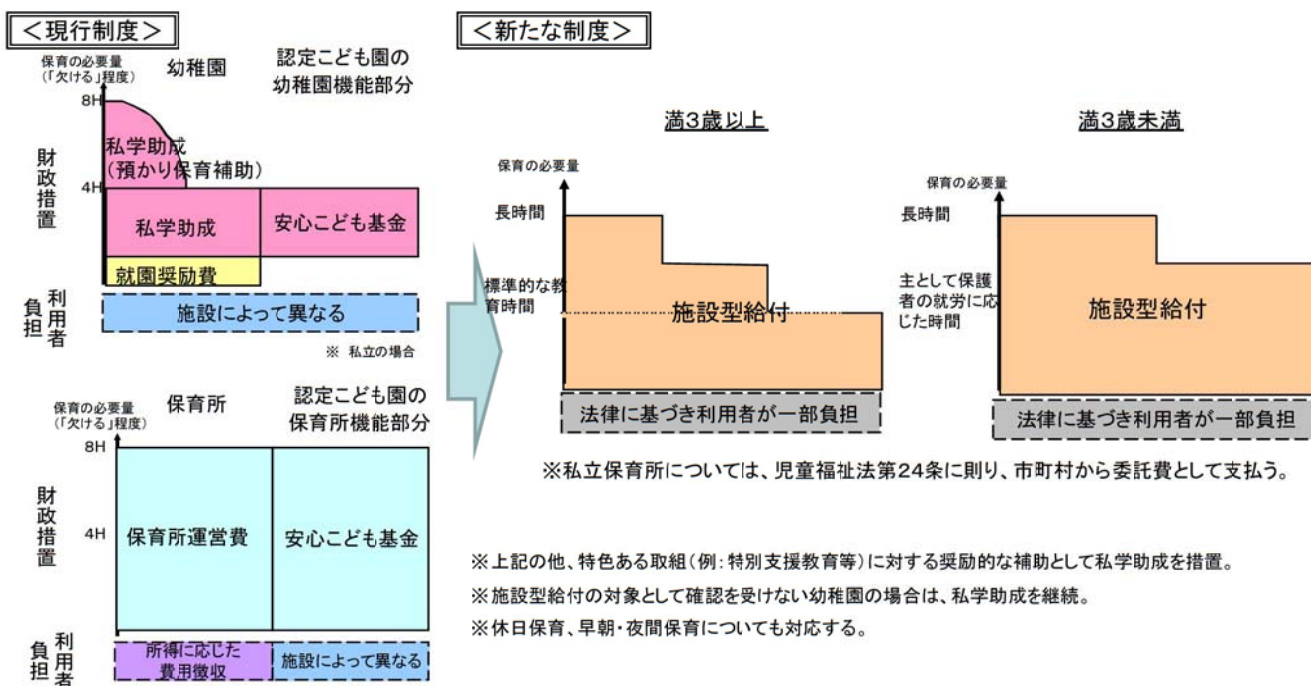 ＜現行制度＞
保育の必要量
(「欠ける」程度)
幼稚園
認定こども園の
幼稚園機能部分
8H
私学助成
(預かり保育補助)
財政措置
4H
私学助成
安心こども基金
就園奨励費
利用者
負担
施設によって異なる
※ 私立の場合
保育の必要量
(「欠ける」程度)
保育所
認定こども園の
保育所機能部分
8H
財政措置
4H
保育所運営費
安心こども基金
利用者
負担
所得に応じた
費用徴収
施設によって異なる
＜新たな制度＞
満3歳以上
保育の必要量
長時間
標準的な教
育時間
施設型給付
法律に基づき利用者が一部負担
満3歳未満
保育の必要量
長時間
主として保護
者の就労に応
じた時間
施設型給付
法律に基づき利用者が一部負担
※私立保育所については、児童福祉法第24条に則り、市町村から委託費として支払う。
※上記の他、特色ある取組(例:特別支援教育等)に対する奨励的な補助として私学助成を措置。
※施設型給付の対象として確認を受けない幼稚園の場合は、私学助成を継続。
※休日保育、早朝・夜間保育についても対応する。